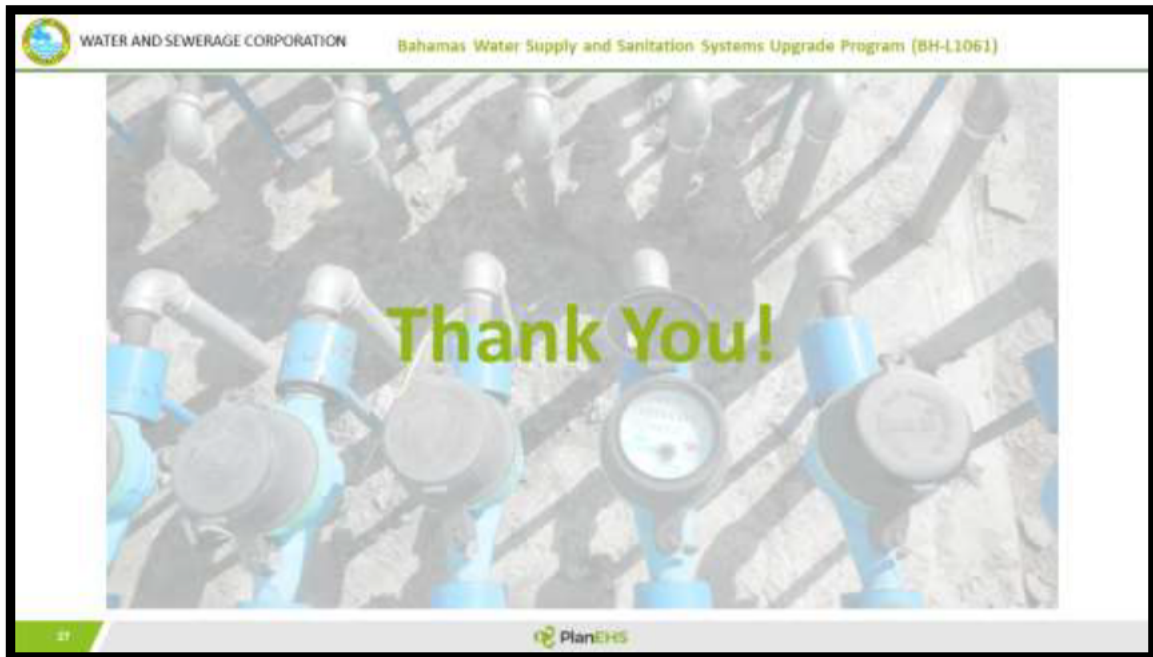 WATER AND SEWERAGE CORPORATION
Bahamas Water Supply and Sanitation Systems Upgrade Program (BH-L1061)
Thank You!
27
PlanEHS